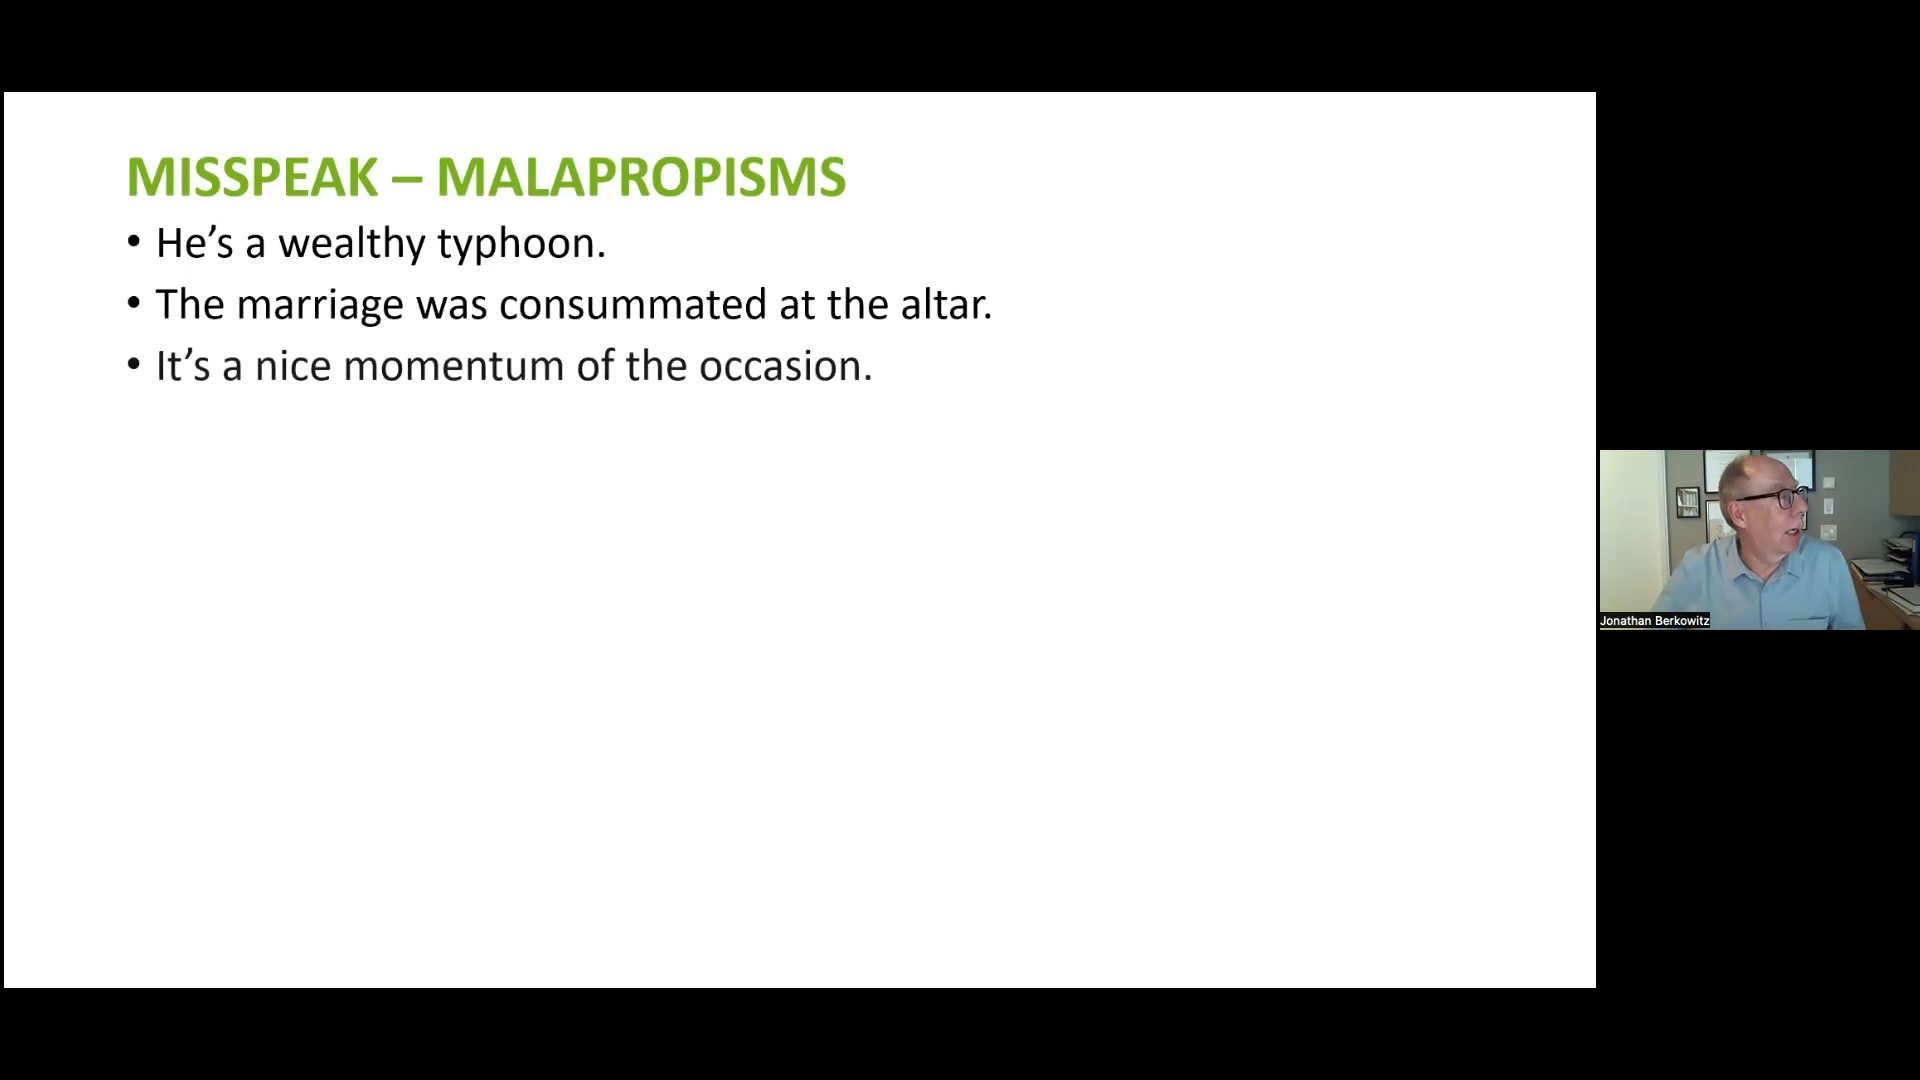 MISSPEAK – MALAPROPISMS
• He’s a wealthy typhoon.
• The marriage was consummated at the altar.
• It’s a nice momentum of the occasion.
Jonathan Berkowitz